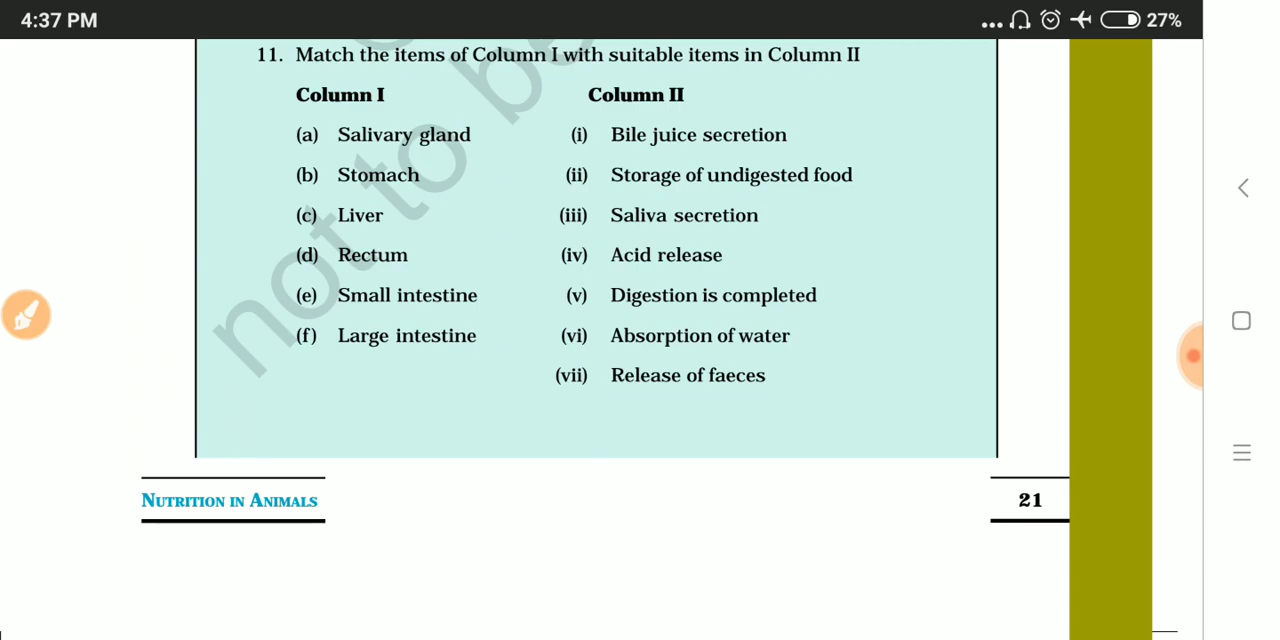 4:37 PM
27%
11. Match the items of Column I with suitable items in Column II
Column I Column II
(a) Salivary gland (i) Bile juice secretion
(b) Stomach (ii) Storage of undigested food
(c) Liver (iii) Saliva secretion
(d) Rectum (iv) Acid release
(e) Small intestine (v) Digestion is completed
(f) Large intestine (vi) Absorption of water
(vii) Release of faeces
not to be
NUTRITION IN ANIMALS
21